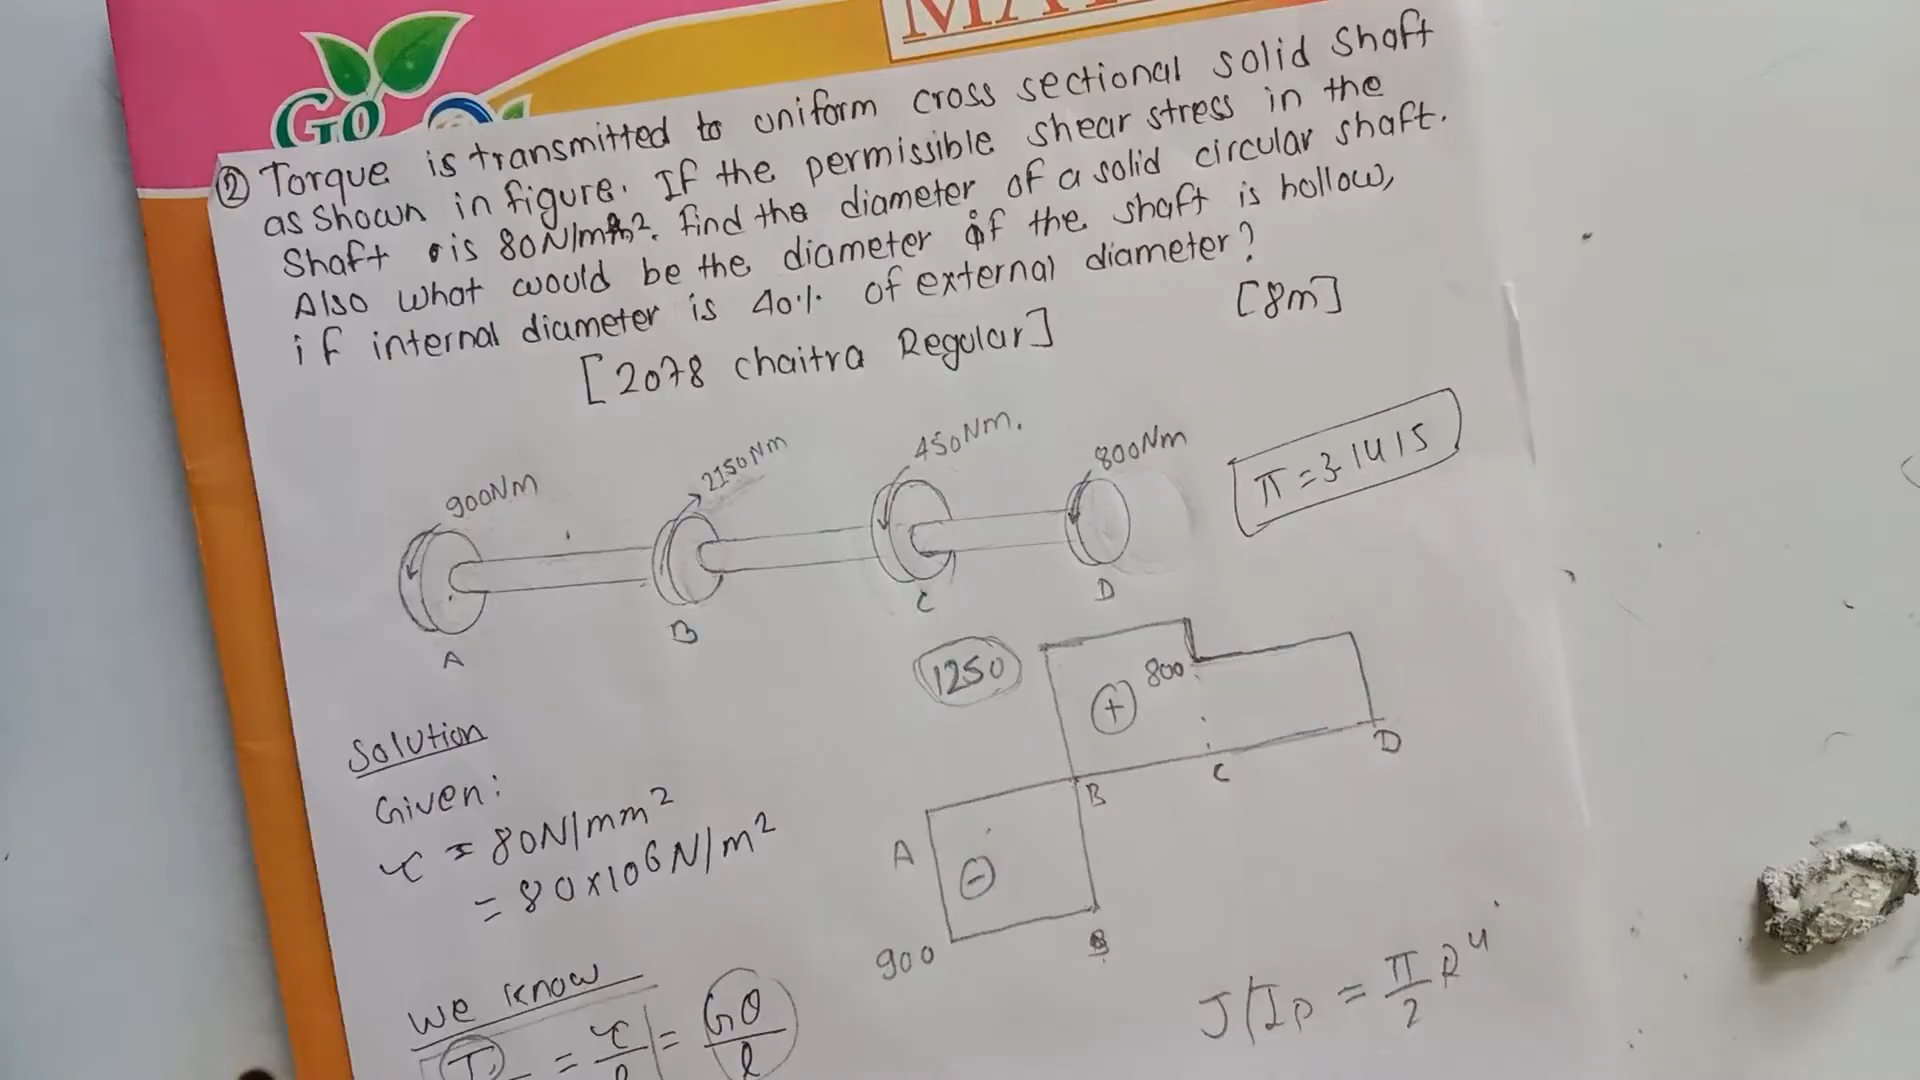 GO
② Torque is transmitted to uniform cross sectional solid shaft
as shown in figure. If the permissible shear stress in the
shaft is 80N/mm². find the diameter of a solid circular shaft.
Also what would be the diameter if the shaft is hollow,
if internal diameter is 40% of external diameter?
[8m]
[2078 chaitra Regular]
900Nm
2150Nm
450Nm.
800Nm
π = 3.1415
A
B
C
D
1250
+
800
B
C
D
A
-
900
B
Solution
Given:
τ = 80N/mm²
= 80×10⁶N/m²
We know
= τ/ = Gθ/l
J/Ip = π/2 R⁴